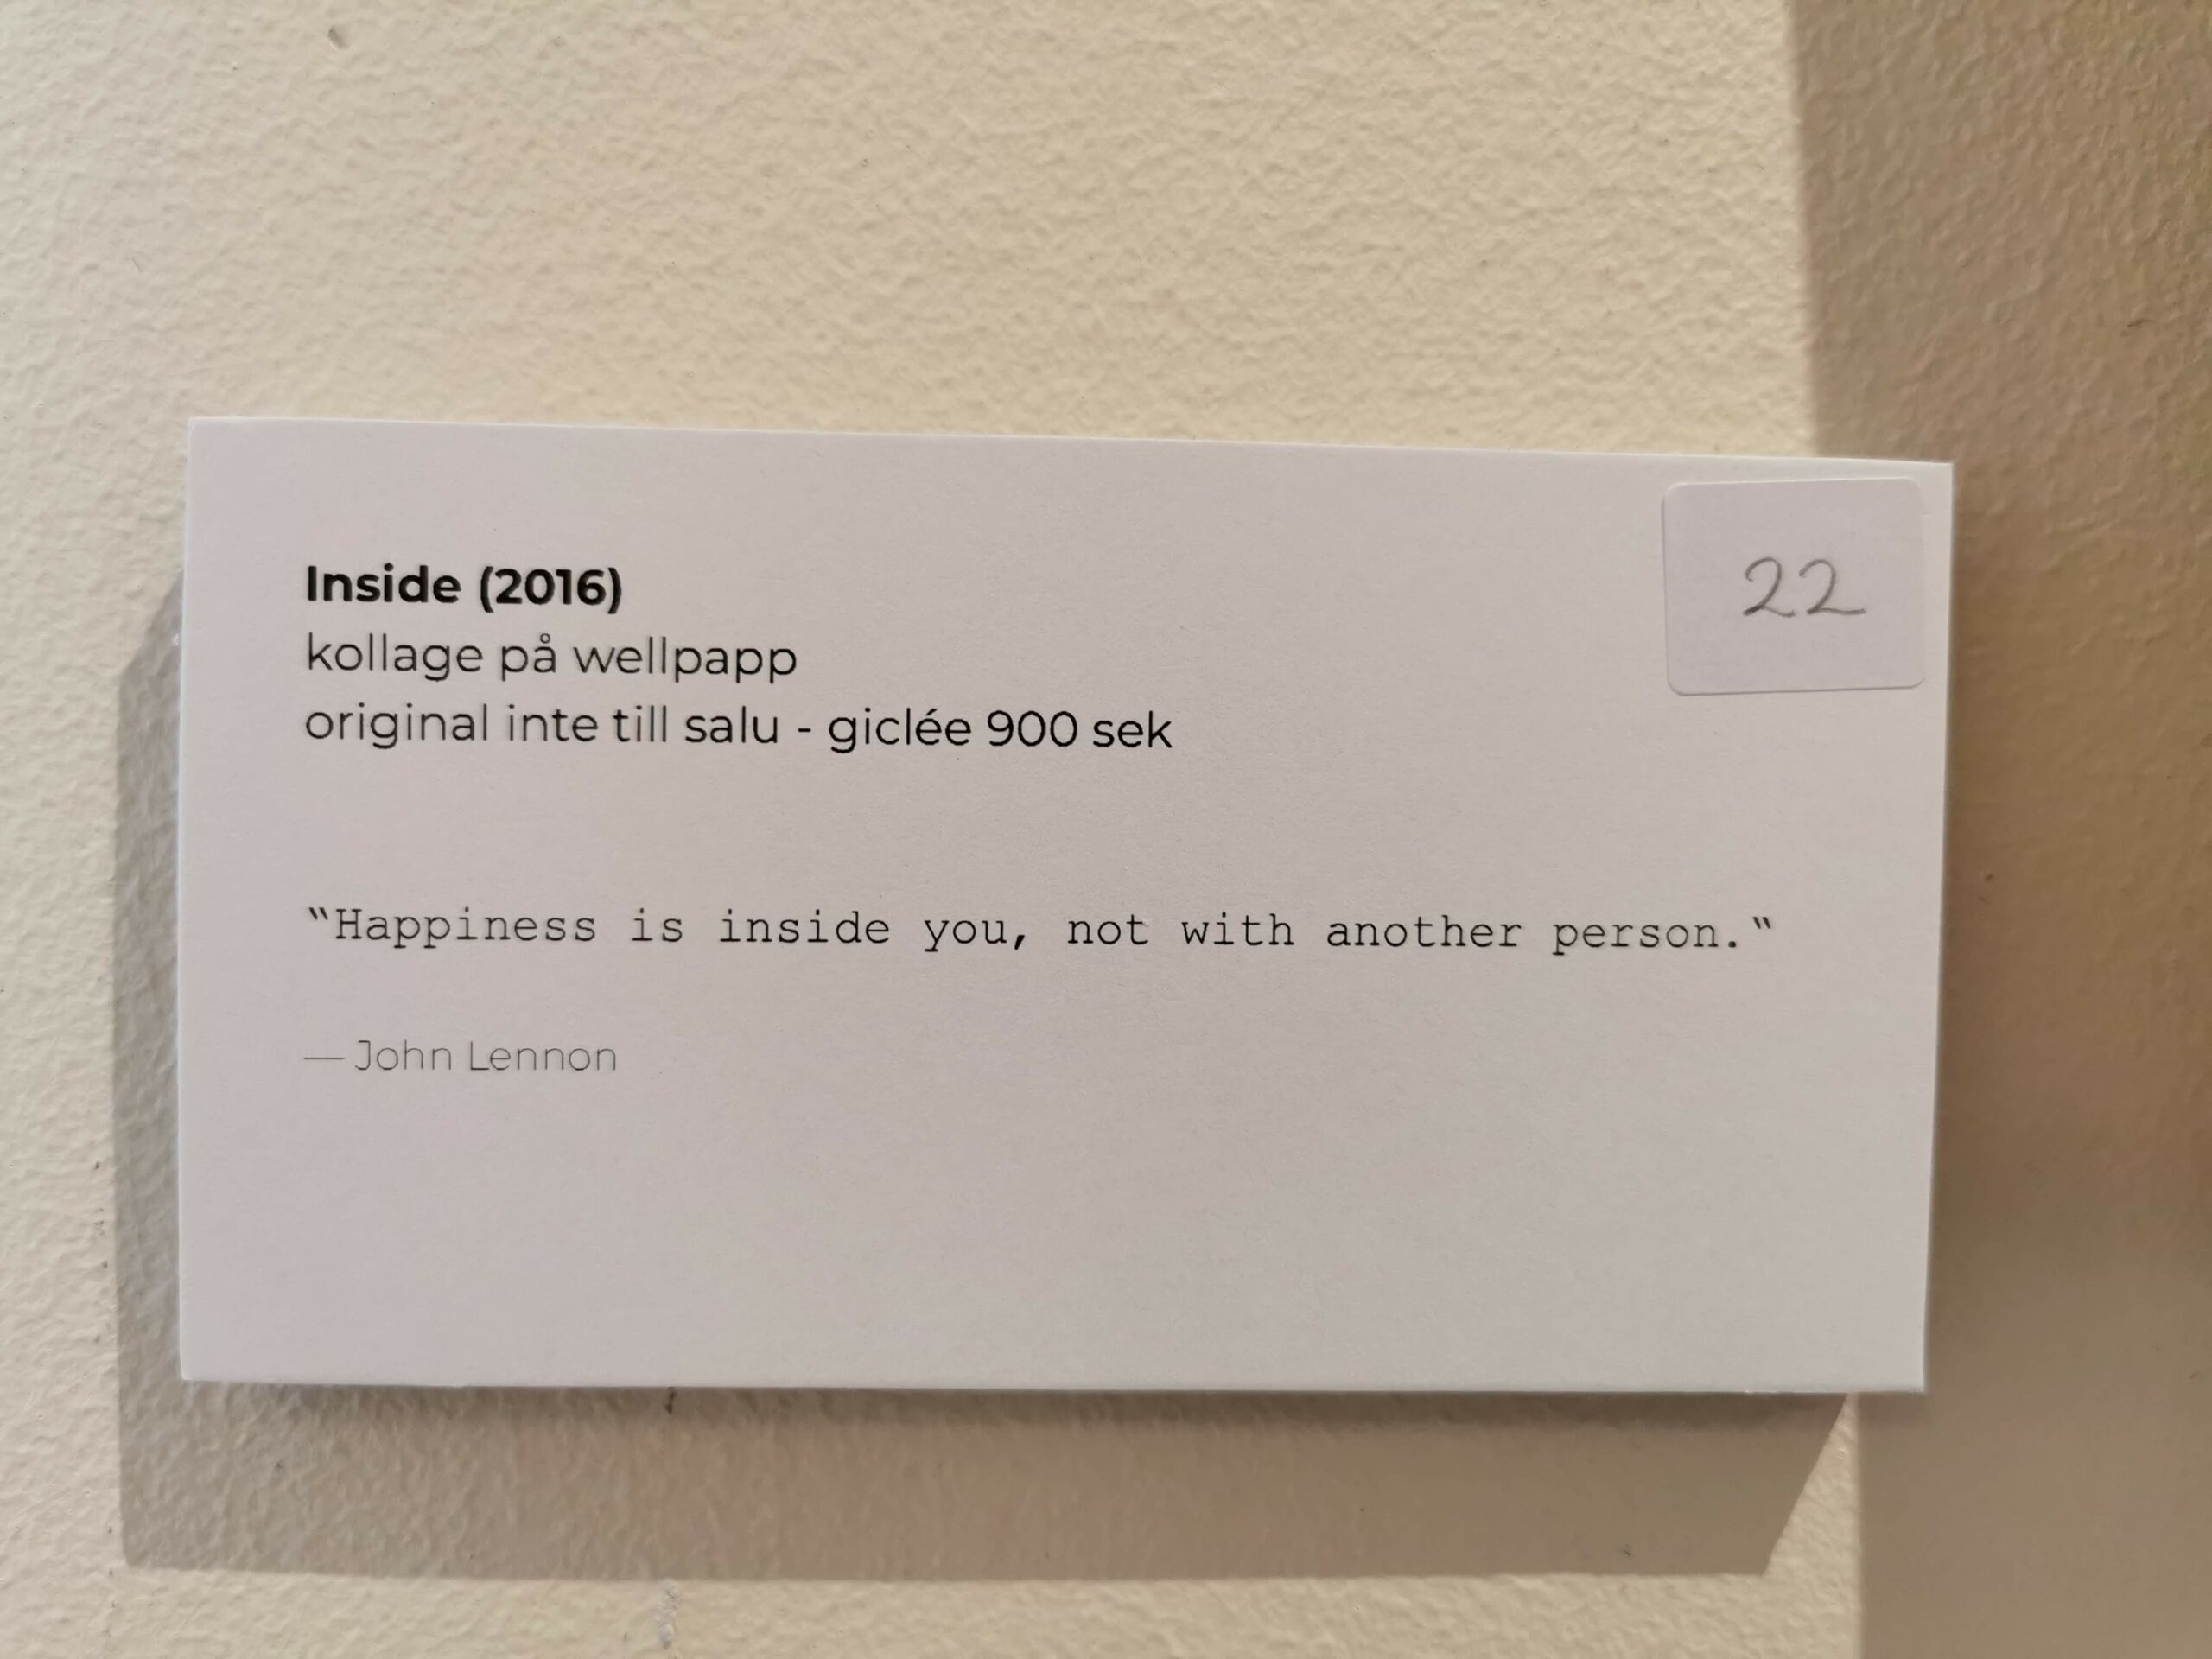 Inside (2016)
22
kollage på wellpapp
original inte till salu - giclée 900 sek
"Happiness is inside you, not with another person."
— John Lennon